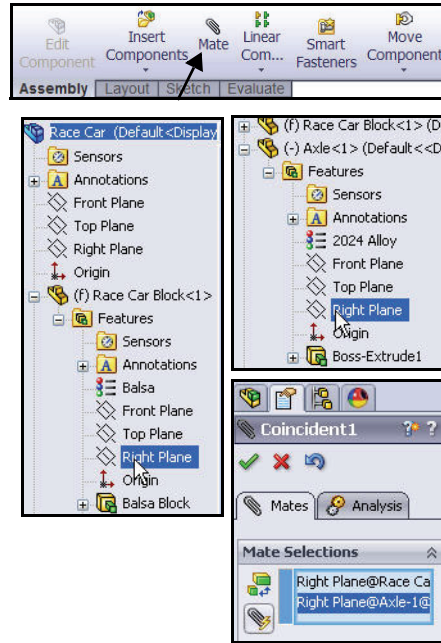 Edit Component
Insert Components
Mate
Linear Com...
Smart Fasteners
Move Component
Assembly Layout Sketch Evaluate
Race Car (Default<Display
Sensors
A Annotations
Front Plane
Top Plane
Right Plane
Origin
(f) Race Car Block<1>
Features
Sensors
A Annotations
Balsa
Front Plane
Top Plane
Right Plane
Origin
Balsa Block
(f) Race Car Block<1> (D
(-) Axle<1> (Default<<D
Features
Sensors
A Annotations
2024 Alloy
Front Plane
Top Plane
Right Plane
Origin
Boss-Extrude1
Coincident1
? ?
Mates Analysis
Mate Selections
Right Plane@Race Ca
Right Plane@Axle-1@